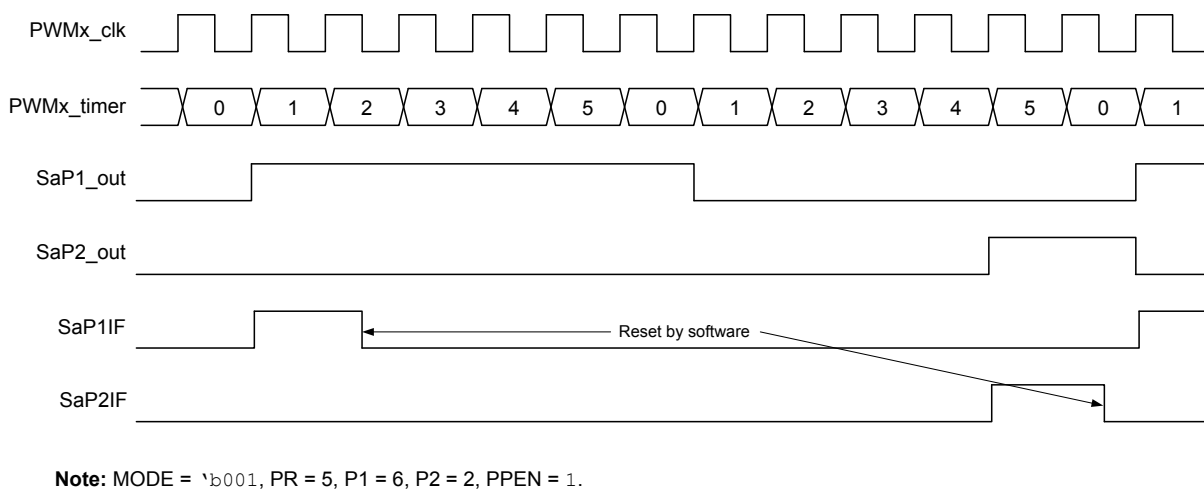 PWMx_clk
PWMx_timer 0 1 2 3 4 5 0 1 2 3 4 5 0 1
SaP1_out
SaP2_out
SaP1IF
Reset by software
SaP2IF
Note: MODE = ‘b001, PR = 5, P1 = 6, P2 = 2, PPEN = 1.